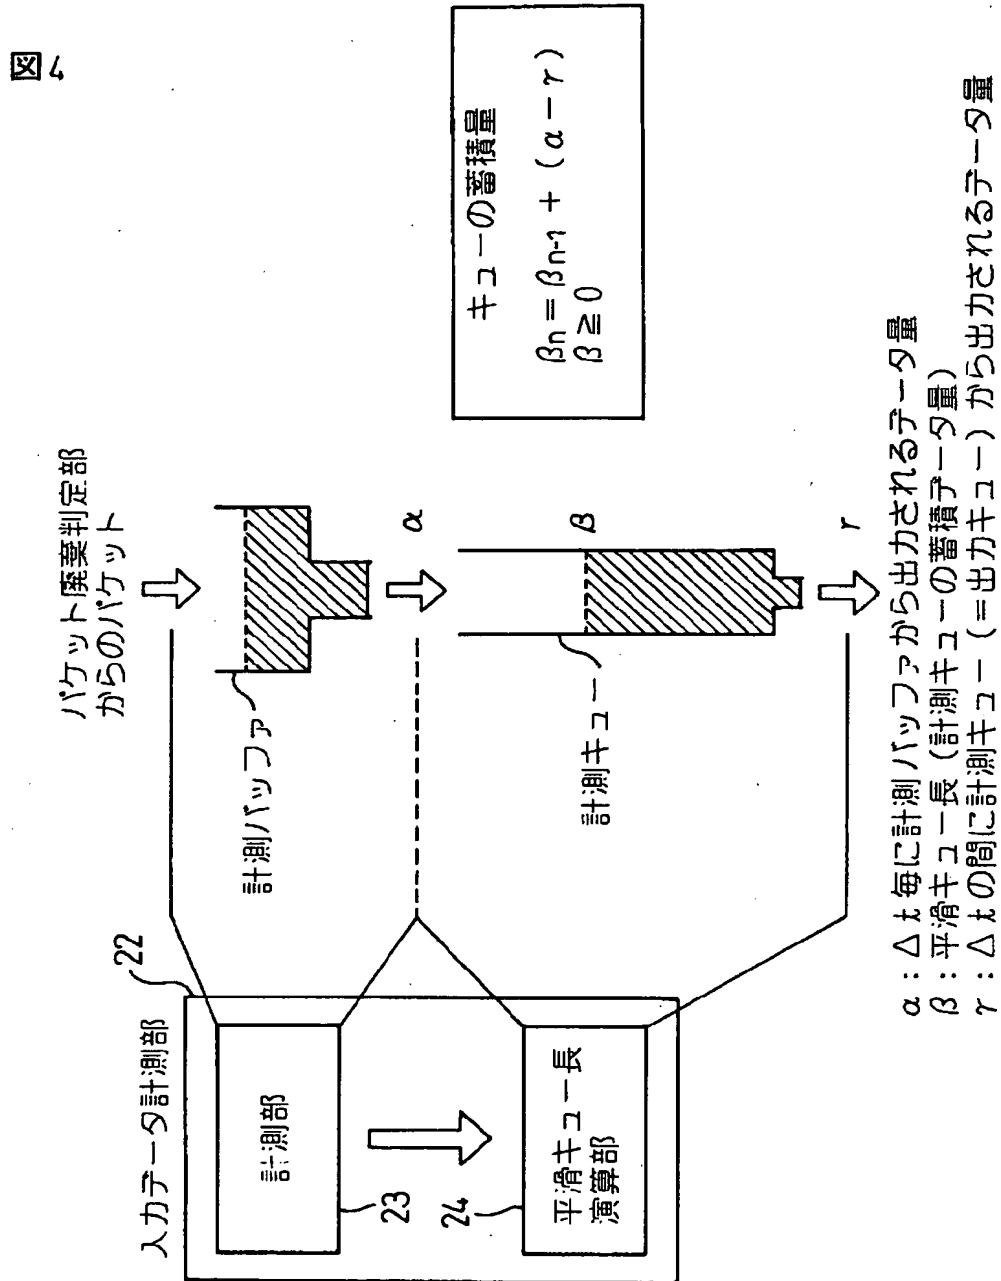 図4
入力データ計測部
22
計測部
23
24
平滑キュー長
演算部
パケット廃棄判定部
からのパケット
計測バッファ
α
計測キュー
β
γ
キューの蓄積量
βn = βn-1 + (α - γ)
β ≧ 0
α : △t毎に計測バッファから出力されるデータ量
β : 平滑キュー長 (計測キューの蓄積データ量)
γ : △tの間に計測キュー (=出力キュー) から出力されるデータ量